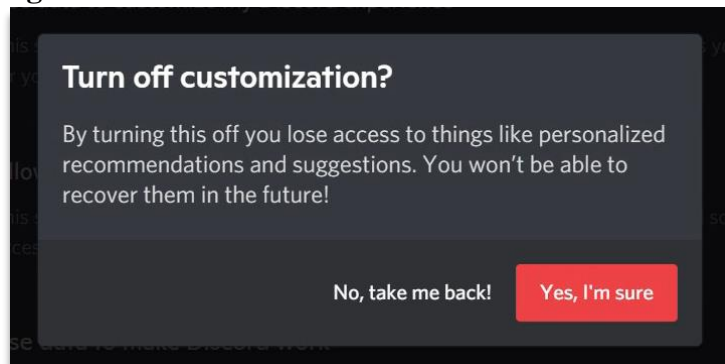 Turn off customization?
By turning this off you lose access to things like personalized
recommendations and suggestions. You won't be able to
recover them in the future!
No, take me back!
Yes, I'm sure